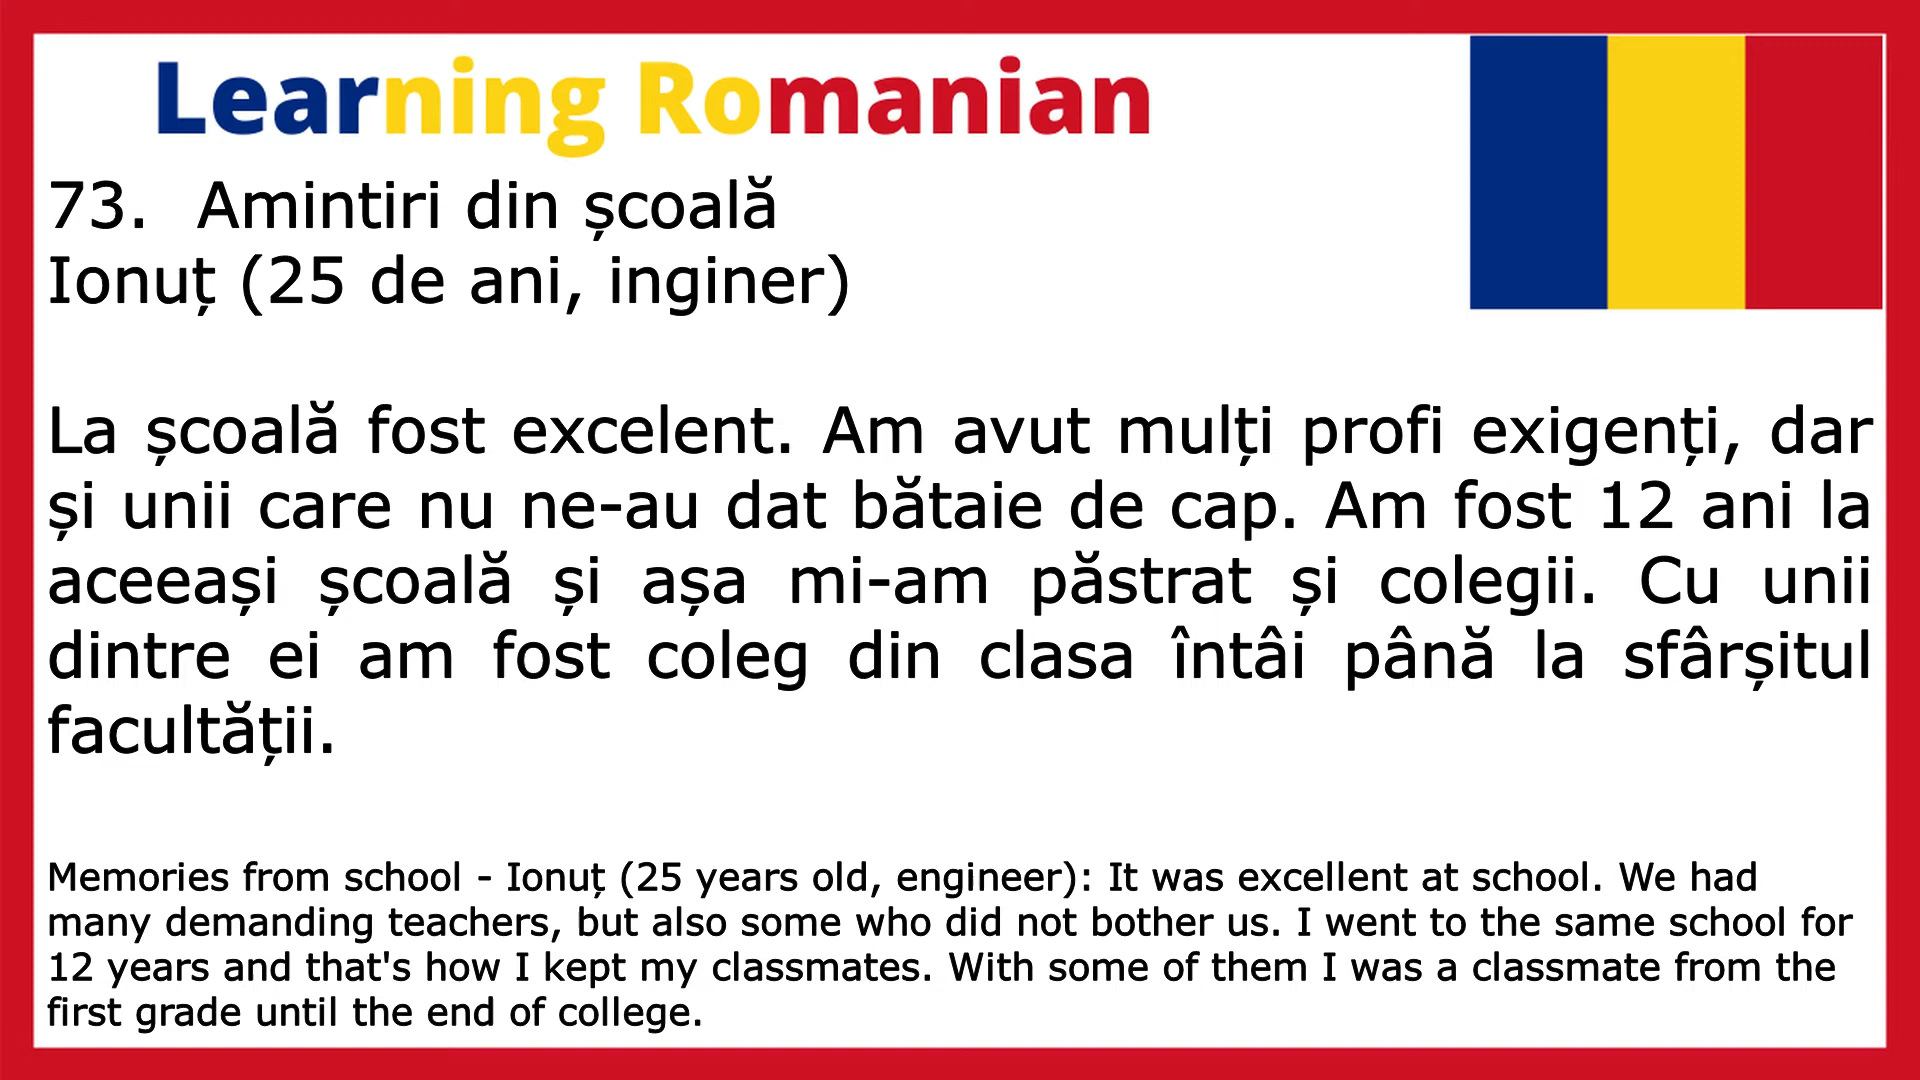 Learning Romanian
73. Amintiri din școală
Ionuț (25 de ani, inginer)
La școală fost excelent. Am avut mulți profi exigenți, dar
și unii care nu ne-au dat bătaie de cap. Am fost 12 ani la
aceeași școală și așa mi-am păstrat și colegii. Cu unii
dintre ei am fost coleg din clasa întâi până la sfârșitul
facultății.
Memories from school - Ionuț (25 years old, engineer): It was excellent at school. We had
many demanding teachers, but also some who did not bother us. I went to the same school for
12 years and that's how I kept my classmates. With some of them I was a classmate from the
first grade until the end of college.